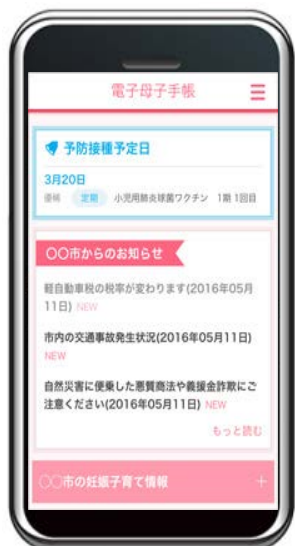 電子母子手帳
予防接種予定日
3月20日
定期 小児用肺炎球菌ワクチン 1期 1回目
〇〇市からのお知らせ
軽自動車税の税率が変わります(2016年05月
11日) NEW
市内の交通事故発生状況(2016年05月11日)
NEW
自然災害に便乗した悪質商法や義援金詐欺にご
注意ください(2016年05月11日) NEW
もっと読む
〇〇市の妊娠子育て情報 +